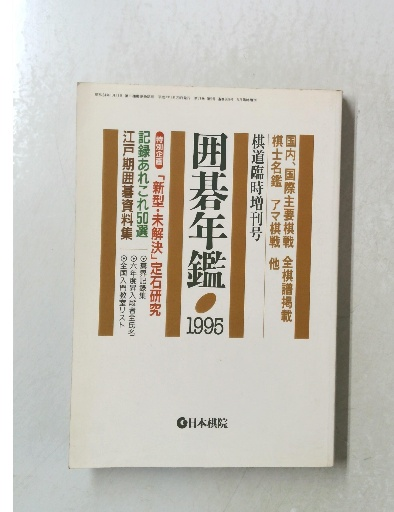 国内、国際主要棋戦 全棋譜掲載
棋士名鑑 アマ棋戦 他
棋道臨時増刊号
囲碁年鑑
1995
特別企画
「新型・未解決」定石研究
記録あれこれ50選
江戸期囲碁資料集
日本棋院